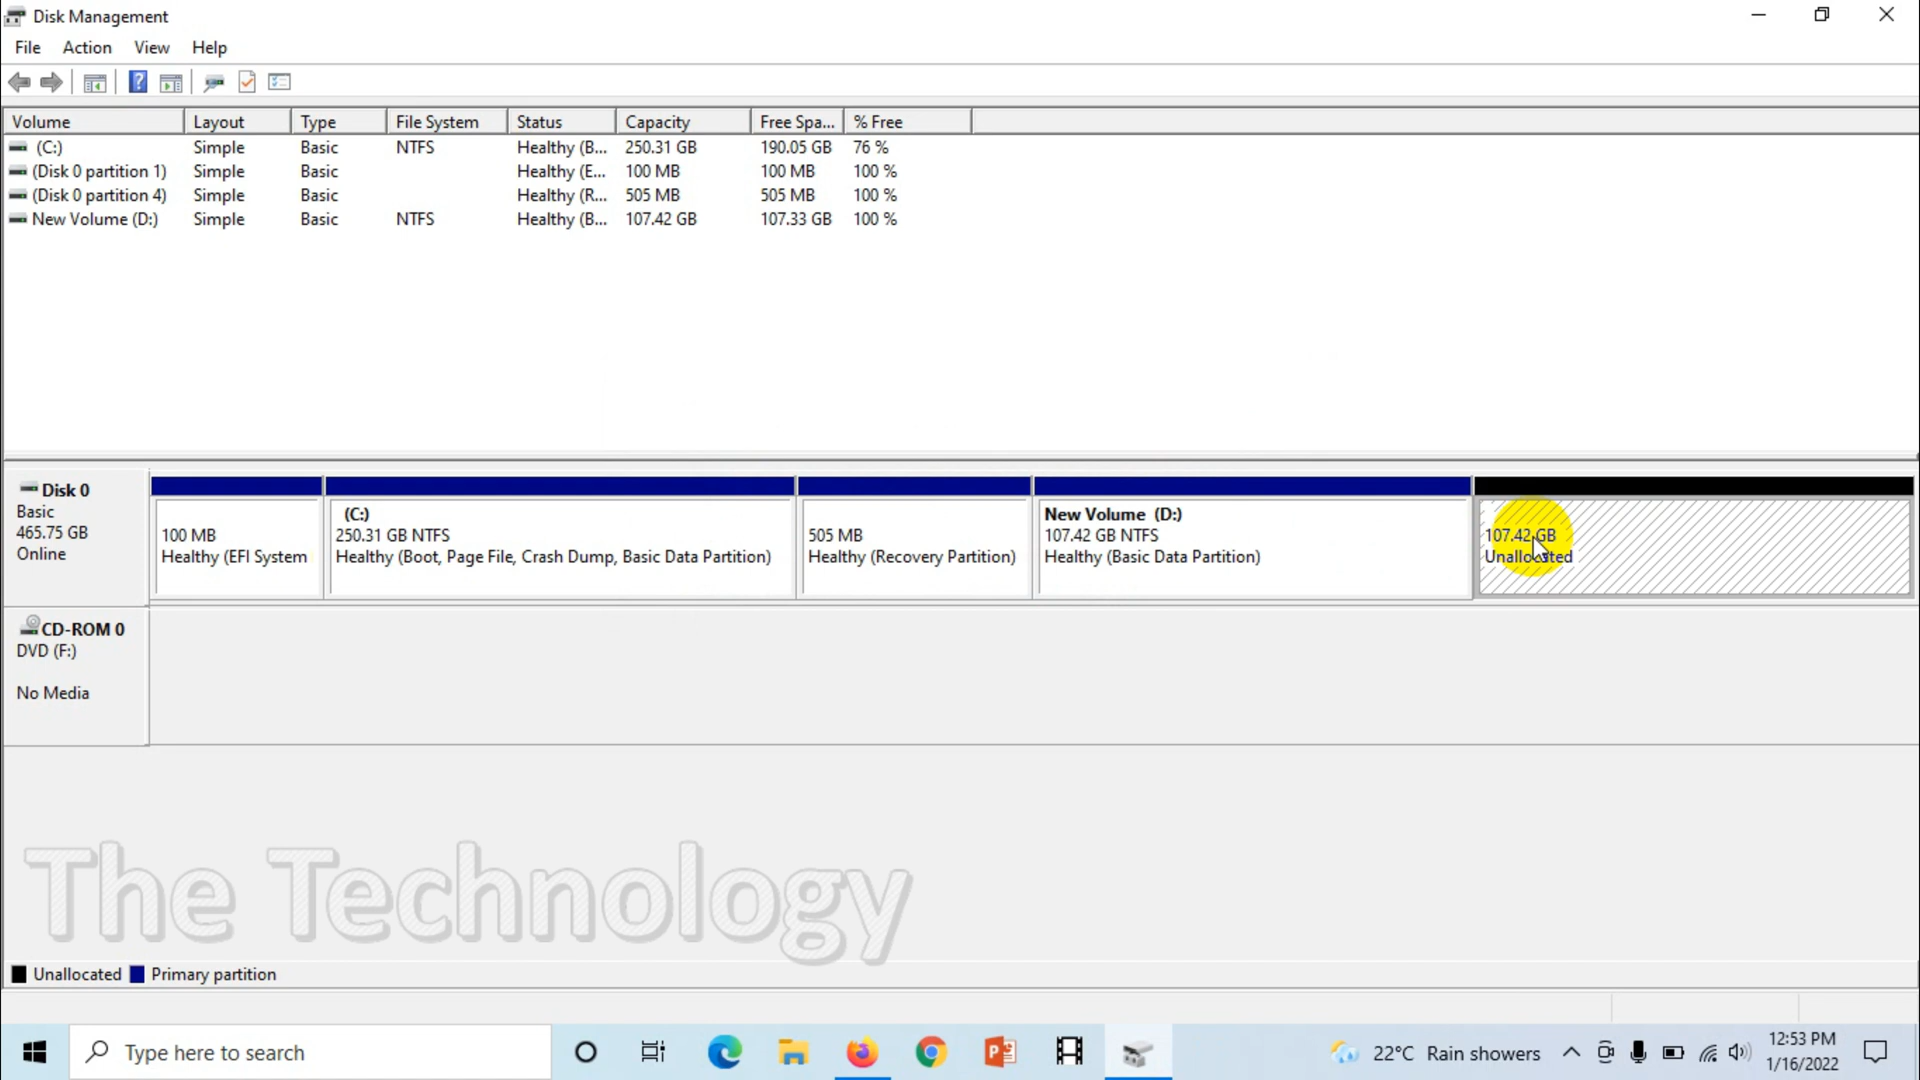 Disk Management
File Action View Help
Volume Layout Type File System Status Capacity Free Spa... % Free
(C:) Simple Basic NTFS Healthy (B... 250.31 GB 190.05 GB 76 %
(Disk 0 partition 1) Simple Basic Healthy (E... 100 MB 100 MB 100 %
(Disk 0 partition 4) Simple Basic Healthy (R... 505 MB 505 MB 100 %
New Volume (D:) Simple Basic NTFS Healthy (B... 107.42 GB 107.33 GB 100 %
Disk 0
Basic
465.75 GB
Online
100 MB
Healthy (EFI System
(C:)
250.31 GB NTFS
Healthy (Boot, Page File, Crash Dump, Basic Data Partition)
505 MB
Healthy (Recovery Partition)
New Volume (D:)
107.42 GB NTFS
Healthy (Basic Data Partition)
107.42 GB
Unallocated
CD-ROM 0
DVD (F:)
No Media
The Technology
Unallocated Primary partition
Type here to search
22°C Rain showers
12:53 PM
1/16/2022